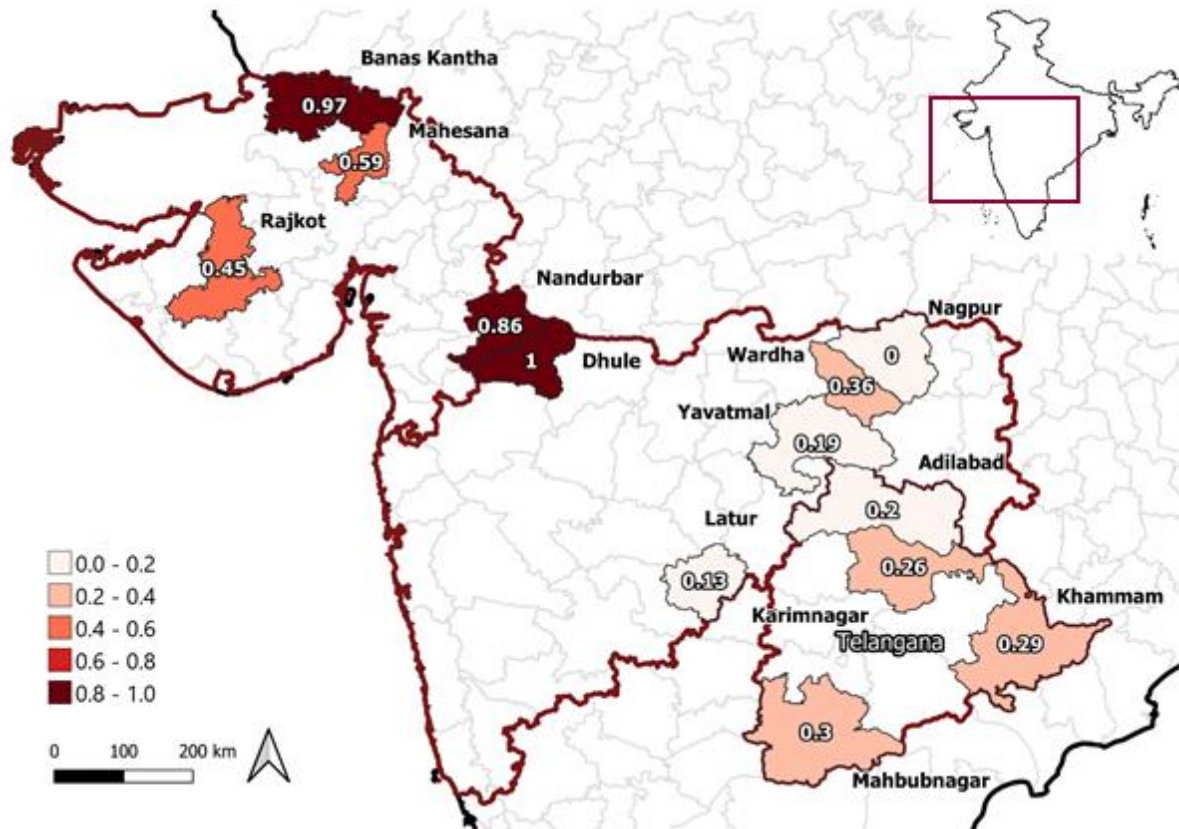 Banas Kantha
0.97
Mahesana
0.59
Rajkot
0.45
Nandurbar
0.86
1
Dhule
Nagpur
Wardha
0
0.36
Yavatmal
0.19
Adilabad
0.2
Latur
0.13
0.26
Karimnagar
Khammam
Telangana
0.29
0.3
Mahbubnagar
0.0 - 0.2
0.2 - 0.4
0.4 - 0.6
0.6 - 0.8
0.8 - 1.0
0 100 200 km